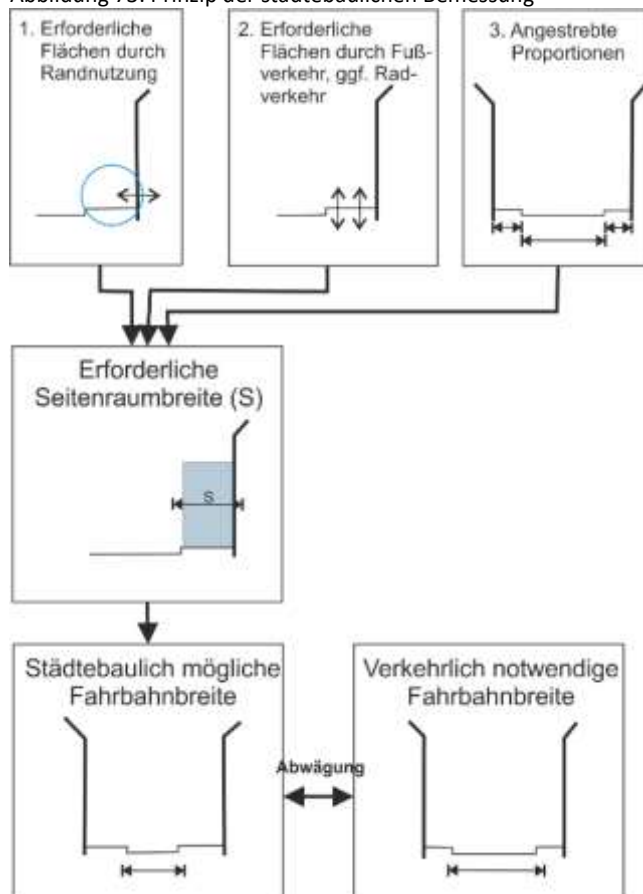 Abbildung 73: Prinzip der städtebaulichen Bemessung
1. Erforderliche
Flächen durch
Randnutzung
2. Erforderliche
Flächen durch Fuß-
verkehr, ggf. Rad-
verkehr
3. Angestrebte
Proportionen
Erforderliche
Seitenraumbreite (S)
S
Städtebaulich mögliche
Fahrbahnbreite
Abwägung
Verkehrlich notwendige
Fahrbahnbreite